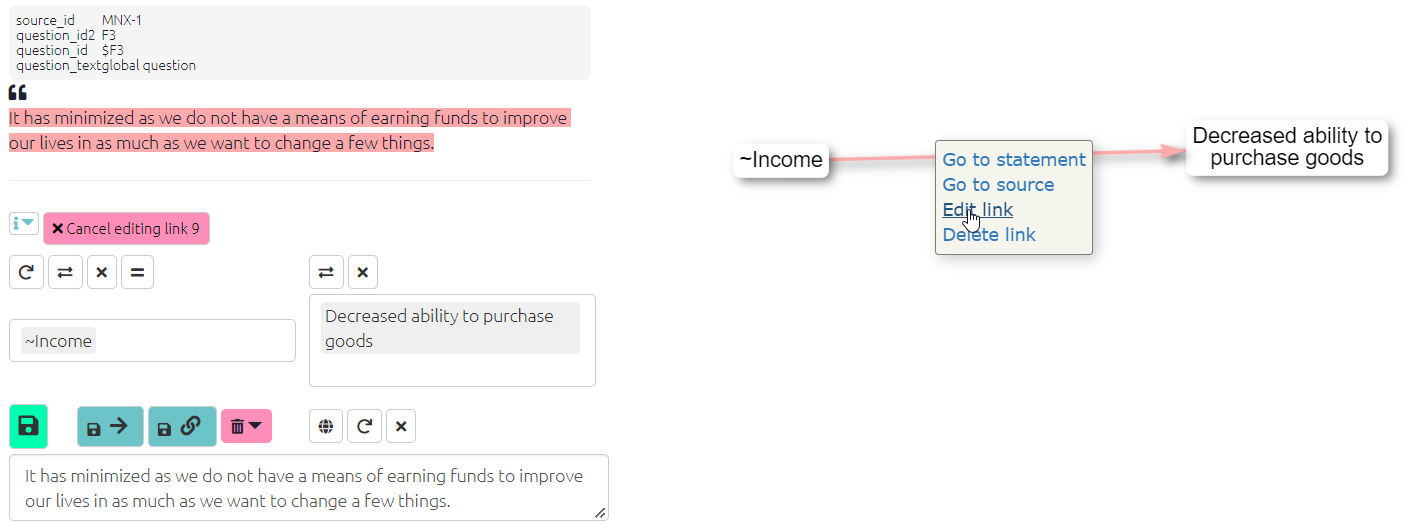 source_id MNX-1
question_id2 F3
question_id $F3
question_textglobal question
It has minimized as we do not have a means of earning funds to improve
our lives in as much as we want to change a few things.
Cancel editing link 9
~Income
Decreased ability to purchase
goods
It has minimized as we do not have a means of earning funds to improve
our lives in as much as we want to change a few things.
~Income
Go to statement
Go to source
Edit link
Delete link
Decreased ability to
purchase goods